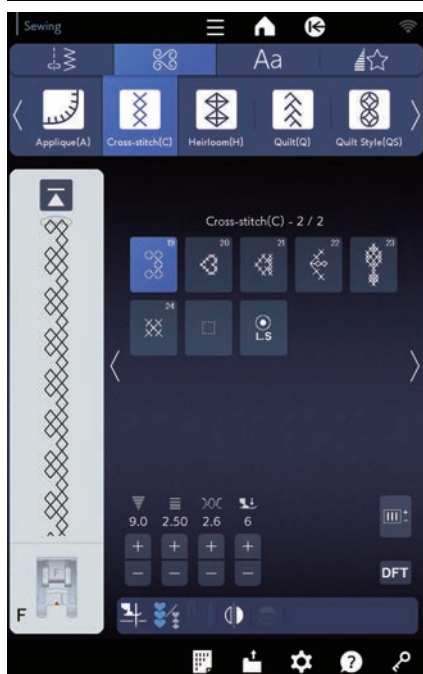 Sewing
Aa
Applique(A) Cross-stitch(C) Heirloom(H) Quilt(Q) Quilt Style(QS)
Cross-stitch(C) - 2 / 2
19 20 21 22 23
24
L.S
9.0 2.50 2.6 6
+ + + +
- - - -
DFT
F
F
?